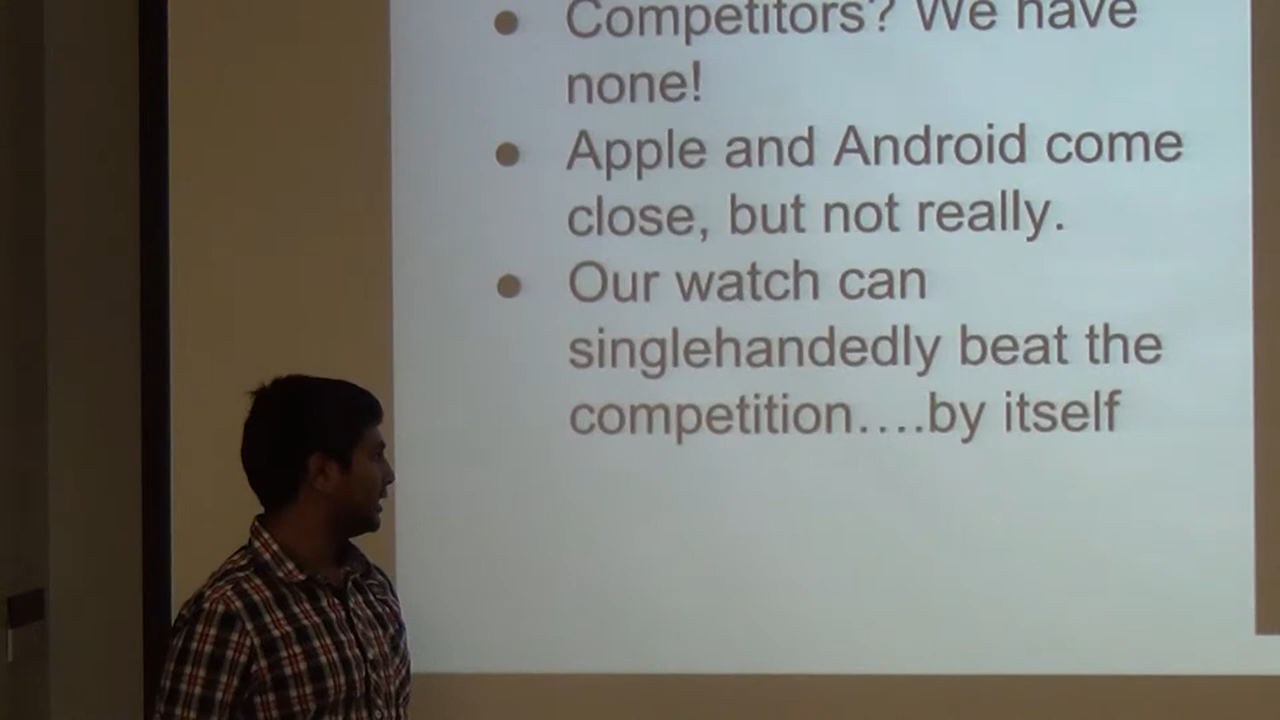 Competitors? We have
none!
Apple and Android come
close, but not really.
Our watch can
singlehandedly beat the
competition....by itself